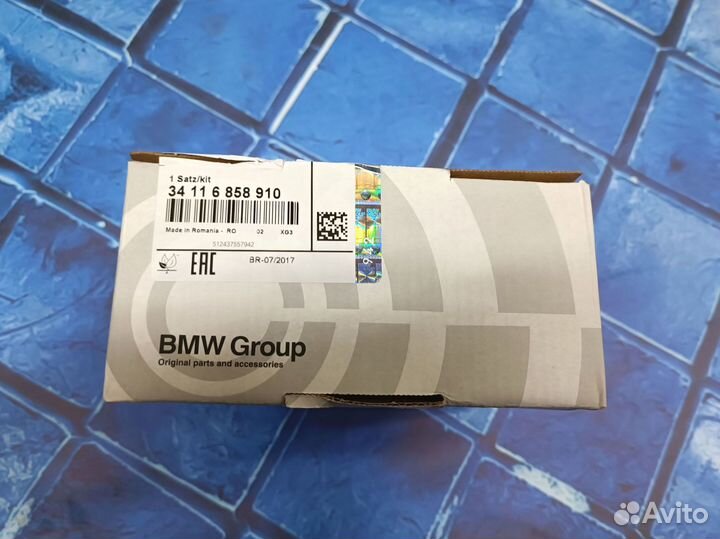 1 Satz/kit
34 11 6 858 910
Made in Romania - RO 02 XG3
512437557942
EAC BR-07/2017
BMW Group
Original parts and accessories
Avito